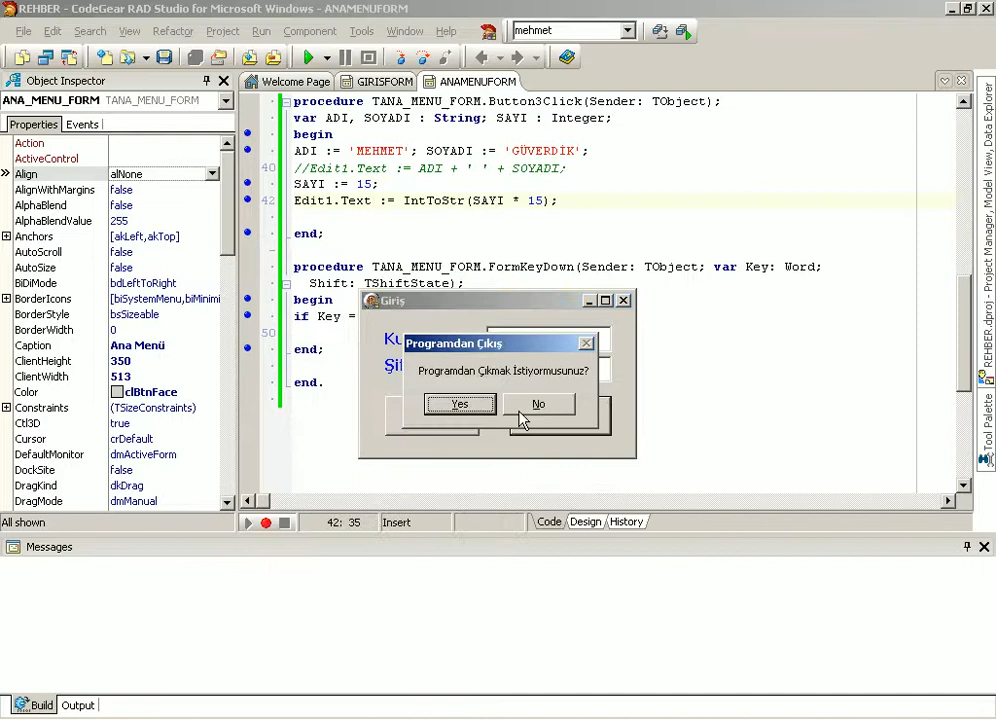 REHBER - CodeGear RAD Studio for Microsoft Windows - ANAMENUFORM
File Edit Search View Refactor Project Run Component Tools Window Help
mehmet
Object Inspector
Welcome Page GIRISFORM ANAMENUFORM
ANA_MENU_FORM TANA_MENU_FORM
Properties Events
Action
ActiveControl
Align alNone
AlignWithMargins false
AlphaBlend false
AlphaBlendValue 255
Anchors [akLeft,akTop]
AutoScroll false
AutoSize false
BiDiMode bdLeftToRight
BorderIcons [biSystemMenu,biMinimi
BorderStyle bsSizeable
BorderWidth 0
Caption Ana Menü
ClientHeight 350
ClientWidth 513
Color clBtnFace
Constraints (TSizeConstraints)
Ctl3D true
Cursor crDefault
DefaultMonitor dmActiveForm
DockSite false
DragKind dkDrag
DragMode dmManual
All shown
procedure TANA_MENU_FORM.Button3Click(Sender: TObject);
var ADI, SOYADI : String; SAYI : Integer;
begin
ADI := 'MEHMET'; SOYADI := 'GÜVERDİK';
40 //Edit1.Text := ADI + ' ' + SOYADI;
SAYI := 15;
42 Edit1.Text := IntToStr(SAYI * 15);
end;
procedure TANA_MENU_FORM.FormKeyDown(Sender: TObject; var Key: Word;
Shift: TShiftState);
begin
if Key =
50
end;
end.
Giriş
Ku
Şif
Programdan Çıkış
Programdan Çıkmak İstiyormusunuz?
Yes No
42: 35 Insert
Code Design History
REHBER.dproj - Project Manager, Model View, Data Explorer
Tool Palette
Messages
Build Output